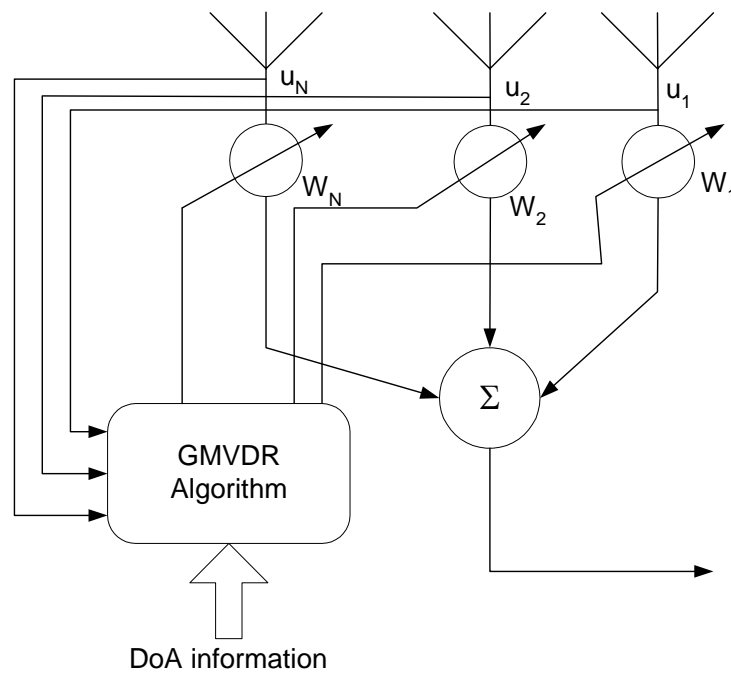 u_N
u_2
u_1
W_N
W_2
Σ
GMVDR
Algorithm
DoA information